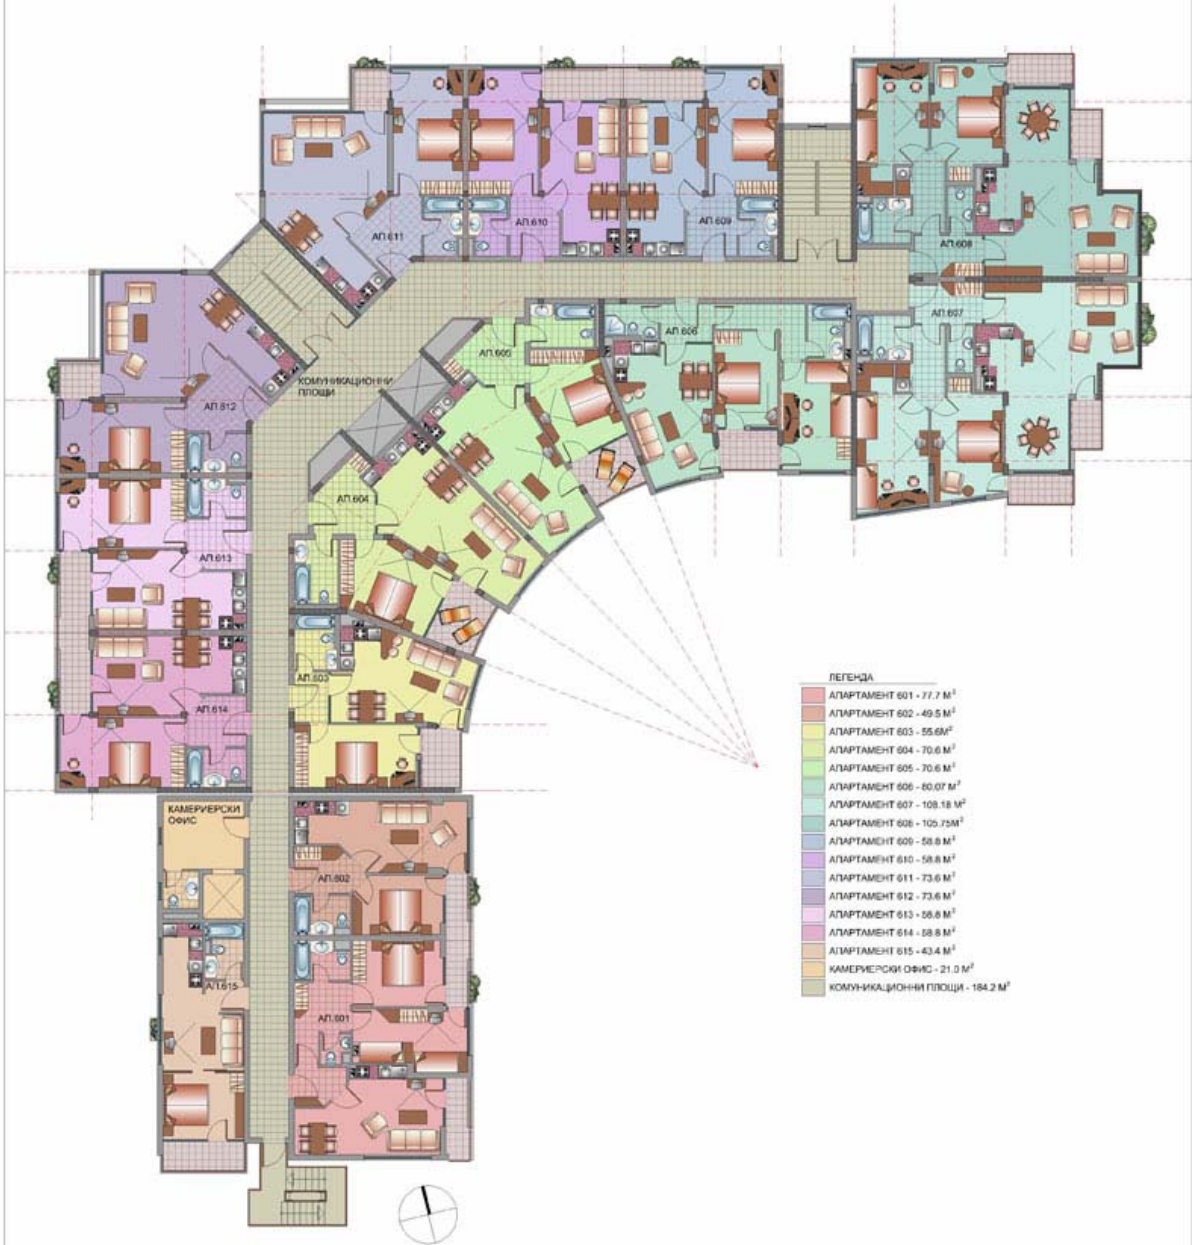 АП.611
АП.610
АП.609
АП.608
АП.607
АП.606
АП.605
КОМУНИКАЦИОННИ
ПЛОЩИ
АП.612
АП.604
АП.613
АП.603
АП.614
КАМЕРИЕРСКИ
ОФИС
АП.602
АП.615
АП.601
ЛЕГЕНДА
АПАРТАМЕНТ 601 - 77.7 М²
АПАРТАМЕНТ 602 - 49.5 М²
АПАРТАМЕНТ 603 - 55.6М²
АПАРТАМЕНТ 604 - 70.6 М²
АПАРТАМЕНТ 605 - 70.6 М²
АПАРТАМЕНТ 606 - 80.07 М²
АПАРТАМЕНТ 607 - 108.18 М²
АПАРТАМЕНТ 608 - 105.75М²
АПАРТАМЕНТ 609 - 58.8 М²
АПАРТАМЕНТ 610 - 58.8 М²
АПАРТАМЕНТ 611 - 73.6 М²
АПАРТАМЕНТ 612 - 73.6 М²
АПАРТАМЕНТ 613 - 58.8 М²
АПАРТАМЕНТ 614 - 58.8 М²
АПАРТАМЕНТ 615 - 43.4 М²
КАМЕРИЕРСКИ ОФИС - 21.0 М²
КОМУНИКАЦИОННИ ПЛОЩИ - 184.2 М²